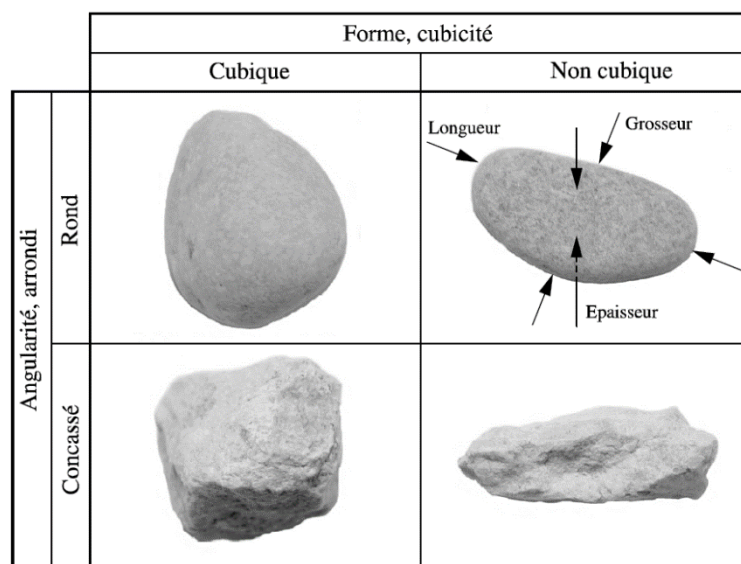 Forme, cubicité
Cubique
Non cubique
Angularité, arrondi
Rond
Longueur
Grosseur
Epaisseur
Concassé